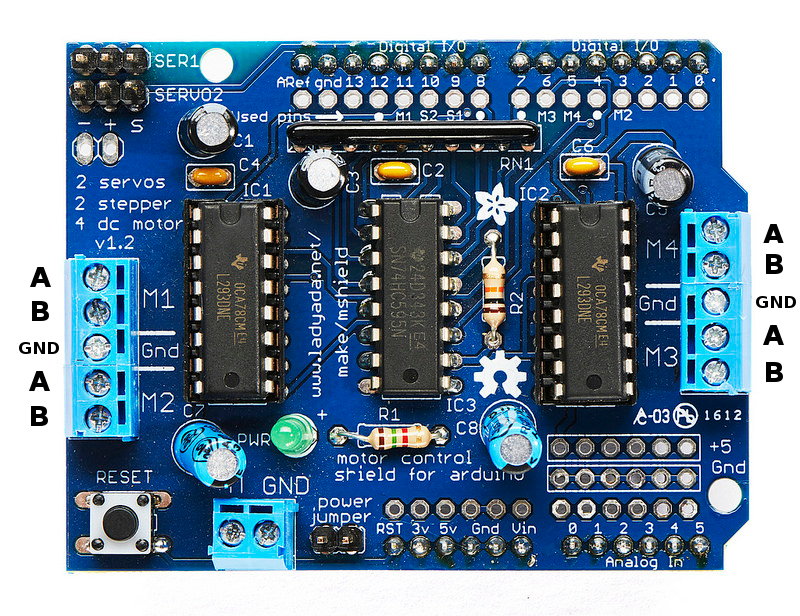 Digital I/O
Digital I/O
SER1
SERVO2
ARef gnd 13 12 11 10 9 8
7 6 5 4 3 2 1 0
Used pins
M1 S2 S1
M3 M4 M2
- + S
C1
C4
C3
C2
RN1
C6
C5
2 servos
2 stepper
4 dc motor
v1.2
IC1
IC2
L293DNE
SN74HC595N
L293DNE
www.ladyada.net/
make/mshield
R2
A
B
GND
A
B
M1
Gnd
M2
M4
Gnd
M3
A
B
GND
A
B
IC3
A-03 1612
C7
PWR
+
R1
C8
motor control
shield for arduino
+5
Gnd
RESET
GND
power
jumper
RST 3v 5v Gnd Vin
0 1 2 3 4 5
Analog In